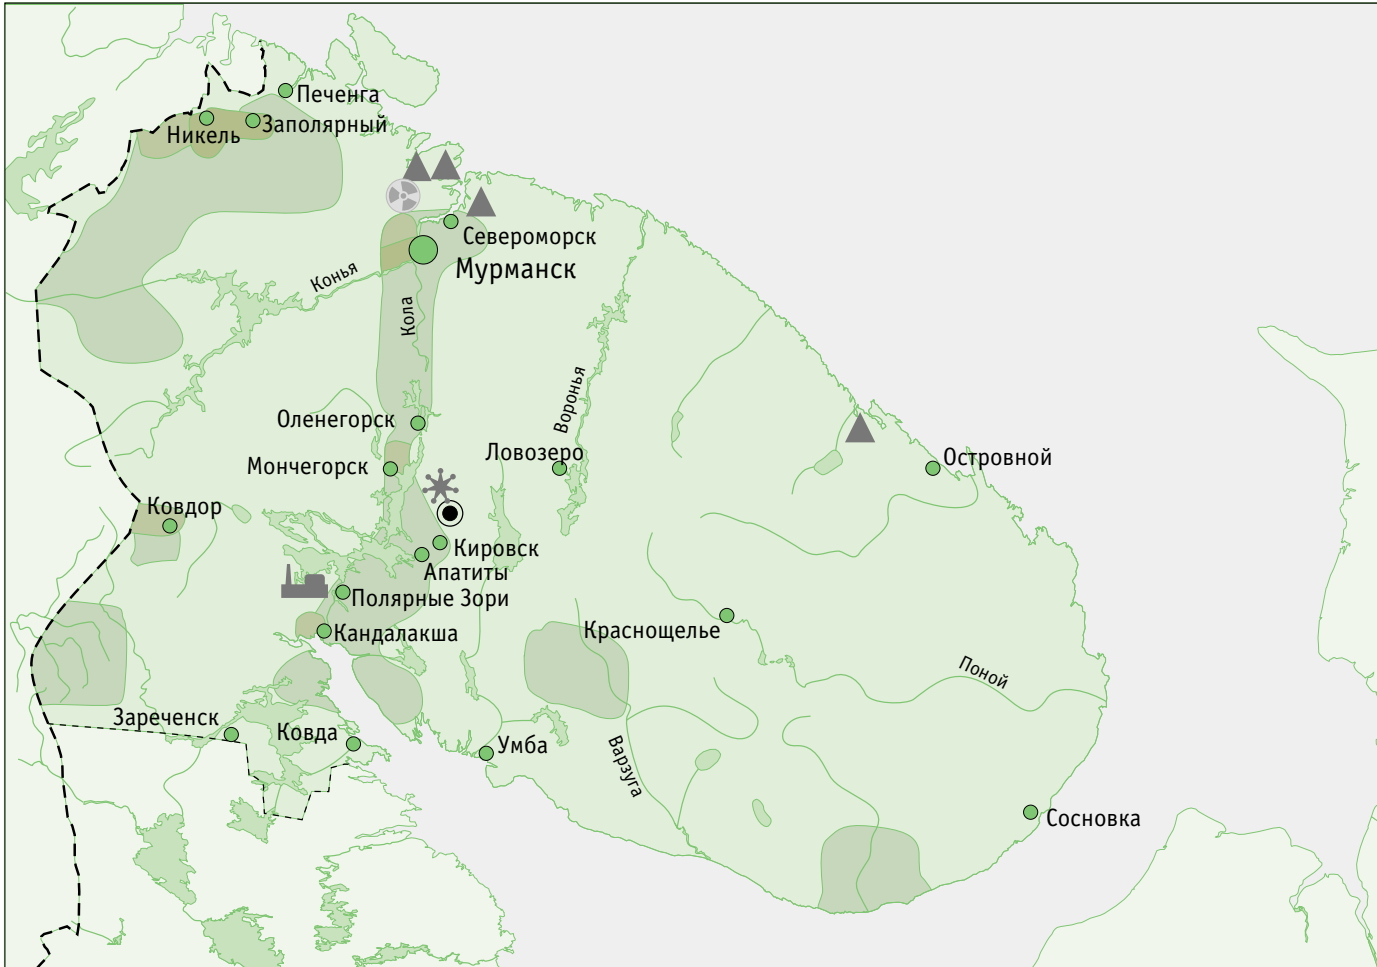 Печенга
Никель
Заполярный
Североморск
Мурманск
Конья
Кола
Воронья
Оленегорск
Мончегорск
Ловозеро
Островной
Ковдор
Кировск
Апатиты
Полярные Зори
Краснощелье
Кандалакша
Поной
Зареченск
Ковда
Умба
Варзуга
Сосновка